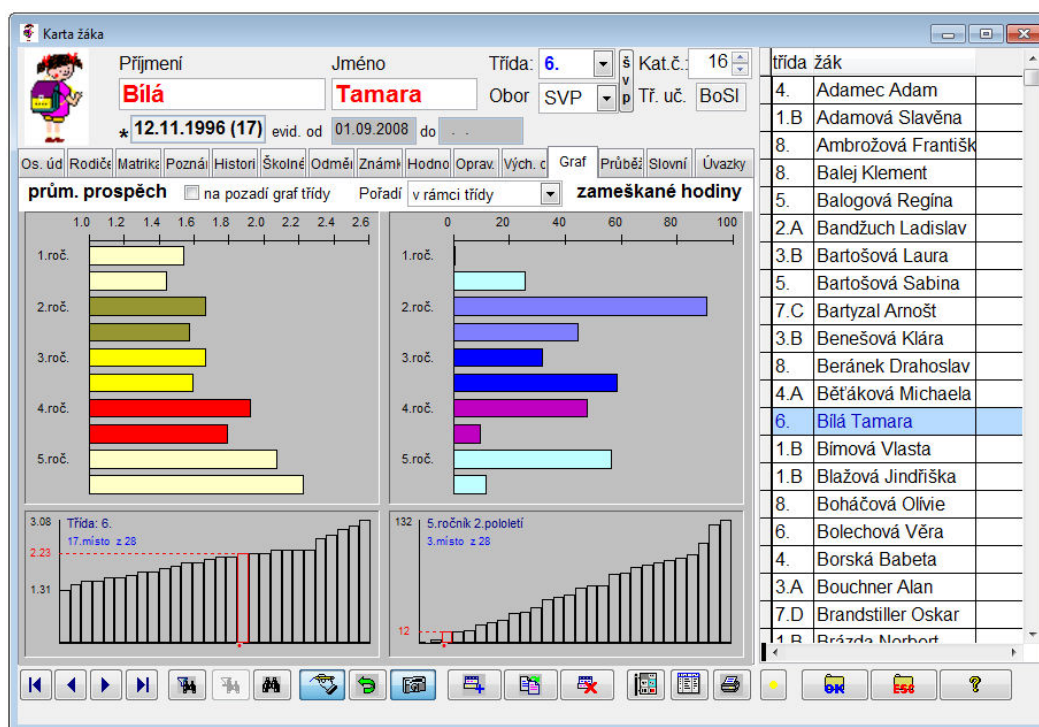 Karta žáka
Příjmení Jméno Třída: 6. š v p Kat.č.: 16
Bílá Tamara Obor SVP Tř. uč. BoSl
* 12.11.1996 (17) evid. od 01.09.2008 do . .
Os. úd Rodiče Matrika Poznán Histori Školné Odměn Známk Hodno Oprav. Vých. o Graf Průběž Slovní Úvazky
prům. prospěch na pozadí graf třídy Pořadí v rámci třídy zameškané hodiny
1.0 1.2 1.4 1.6 1.8 2.0 2.2 2.4 2.6
1.roč.
2.roč.
3.roč.
4.roč.
5.roč.
0 20 40 60 80 100
1.roč.
2.roč.
3.roč.
4.roč.
5.roč.
3.08 Třída: 6.
17.místo z 28
2.23
1.31
132 5.ročník 2.pololetí
3.místo z 28
12
třída žák
4. Adamec Adam
1.B Adamová Slavěna
8. Ambrožová Františk
8. Balej Klement
5. Balogová Regína
2.A Bandžuch Ladislav
3.B Bartošová Laura
5. Bartošová Sabina
7.C Bartyzal Arnošt
3.B Benešová Klára
8. Beránek Drahoslav
4.A Běťáková Michaela
6. Bílá Tamara
1.B Bímová Vlasta
1.B Blažová Jindřiška
8. Boháčová Olívie
6. Bolechová Věra
4. Borská Babeta
3.A Bouchner Alan
7.D Brandstiller Oskar
1.B Brázda Norbert
OK ESC ?